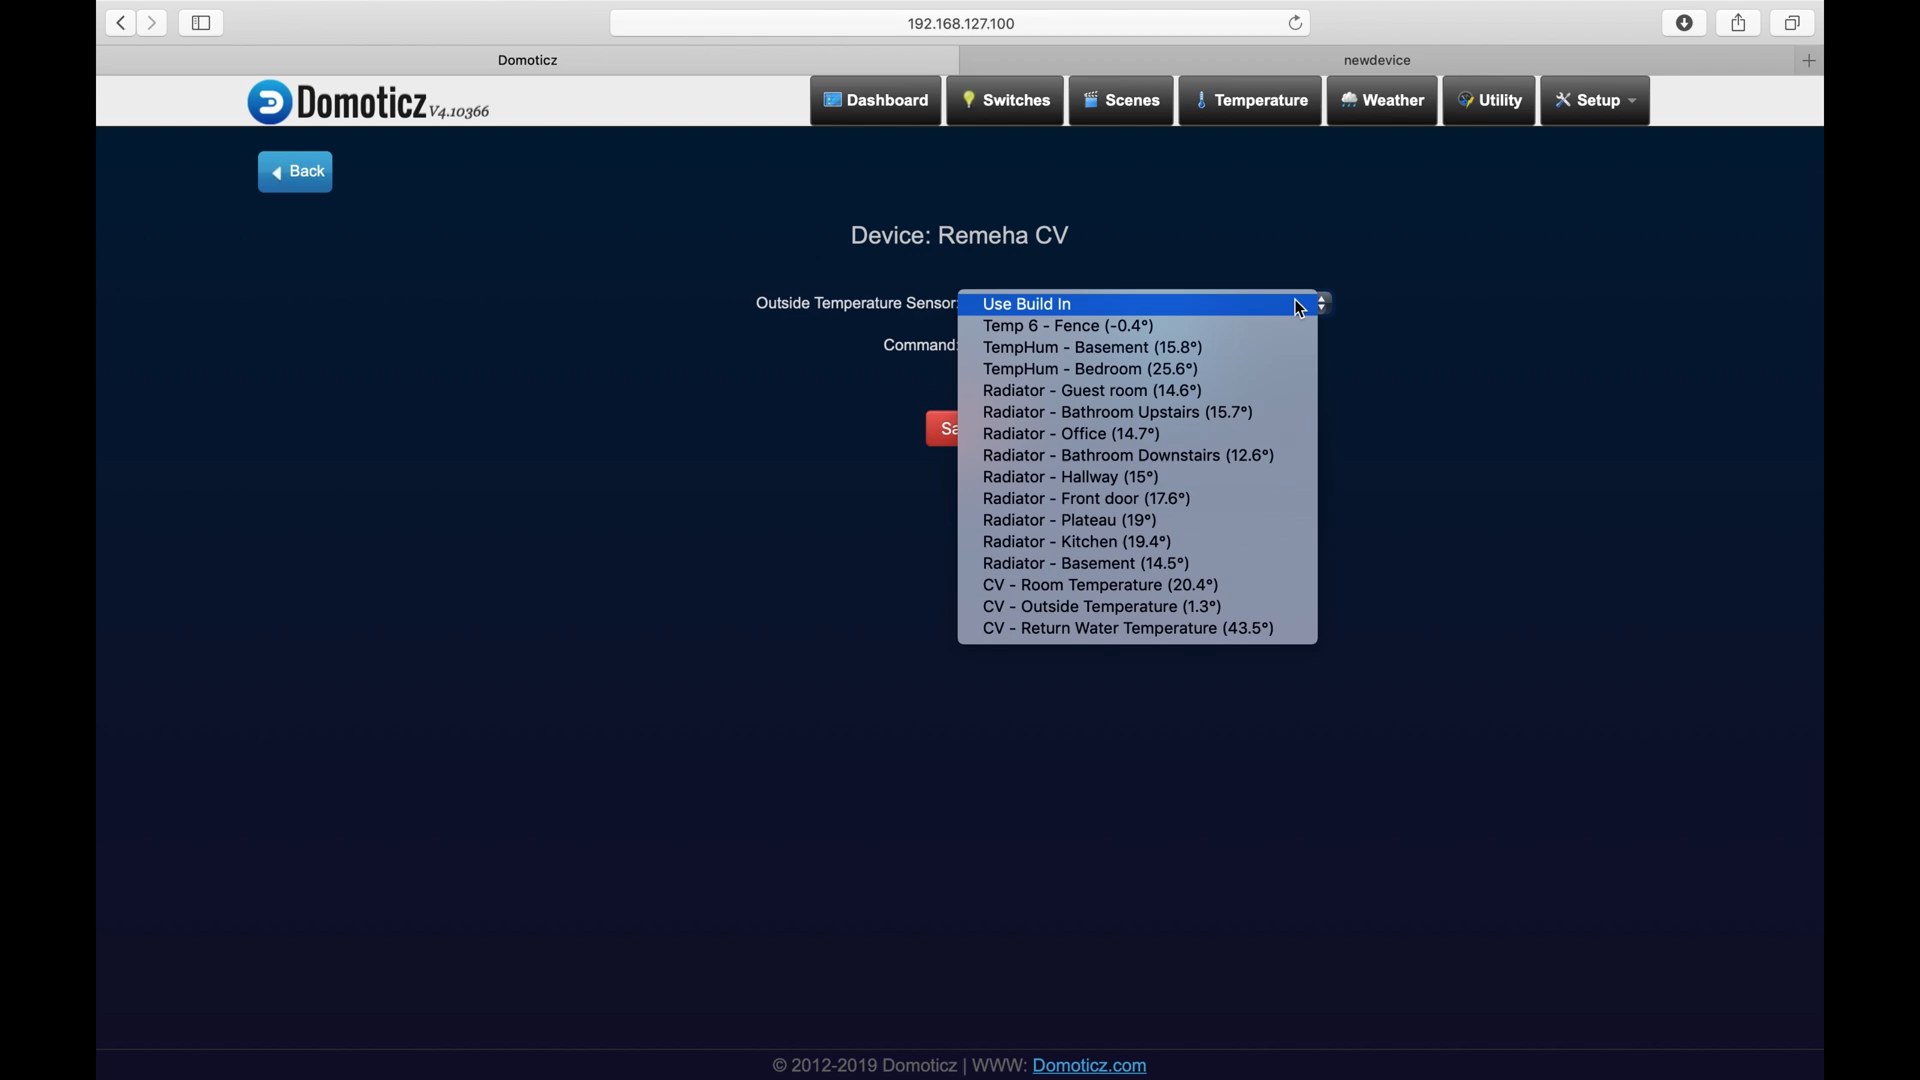 192.168.127.100
Domoticz
newdevice
Domoticz V4.10366
Dashboard
Switches
Scenes
Temperature
Weather
Utility
Setup
Back
Device: Remeha CV
Outside Temperature Sensor:
Use Build In
Temp 6 - Fence (-0.4°)
Command:
TempHum - Basement (15.8°)
TempHum - Bedroom (25.6°)
Radiator - Guest room (14.6°)
Radiator - Bathroom Upstairs (15.7°)
Sa
Radiator - Office (14.7°)
Radiator - Bathroom Downstairs (12.6°)
Radiator - Hallway (15°)
Radiator - Front door (17.6°)
Radiator - Plateau (19°)
Radiator - Kitchen (19.4°)
Radiator - Basement (14.5°)
CV - Room Temperature (20.4°)
CV - Outside Temperature (1.3°)
CV - Return Water Temperature (43.5°)
© 2012-2019 Domoticz | WWW: Domoticz.com